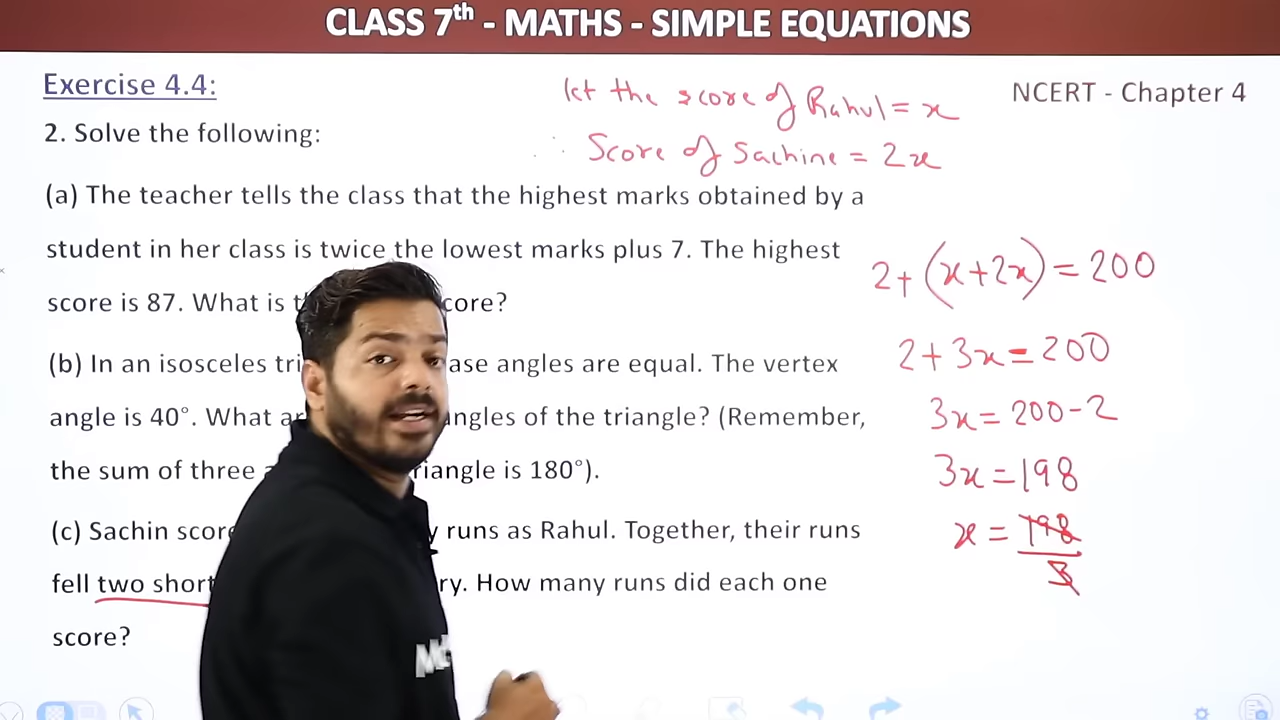 CLASS 7th - MATHS - SIMPLE EQUATIONS
Exercise 4.4:
let the score of Rahul = x
NCERT - Chapter 4
2. Solve the following:
∴ Score of Sachine = 2x
(a) The teacher tells the class that the highest marks obtained by a
student in her class is twice the lowest marks plus 7. The highest
score is 87. What is core?
(b) In an isosceles tri ase angles are equal. The vertex
angle is 40°. What ar ngles of the triangle? (Remember,
the sum of three riangle is 180°).
(c) Sachin scor runs as Rahul. Together, their runs
fell two short ry. How many runs did each one
score?
2+(x+2x) = 200
2+3x=200
3x=200-2
3x=198
x = 198/3